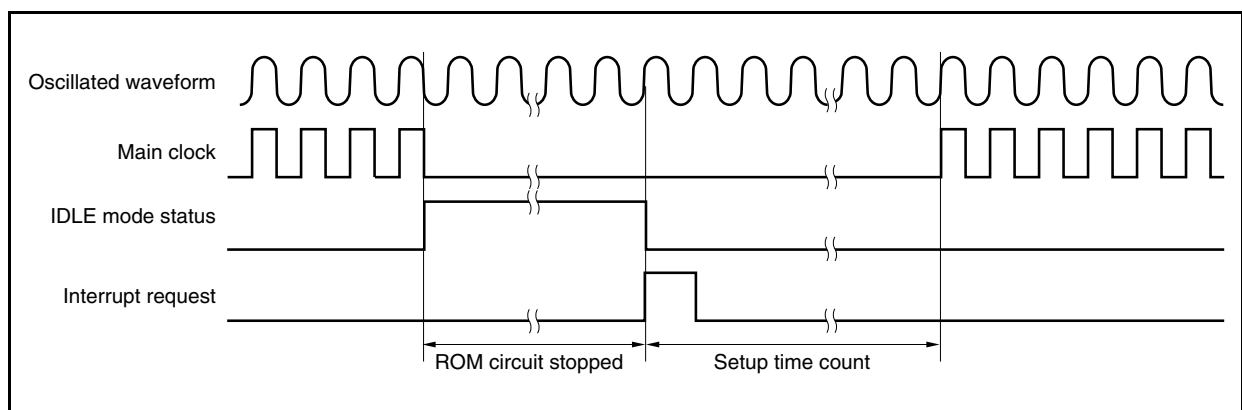 Oscillated waveform
Main clock
IDLE mode status
Interrupt request
ROM circuit stopped
Setup time count